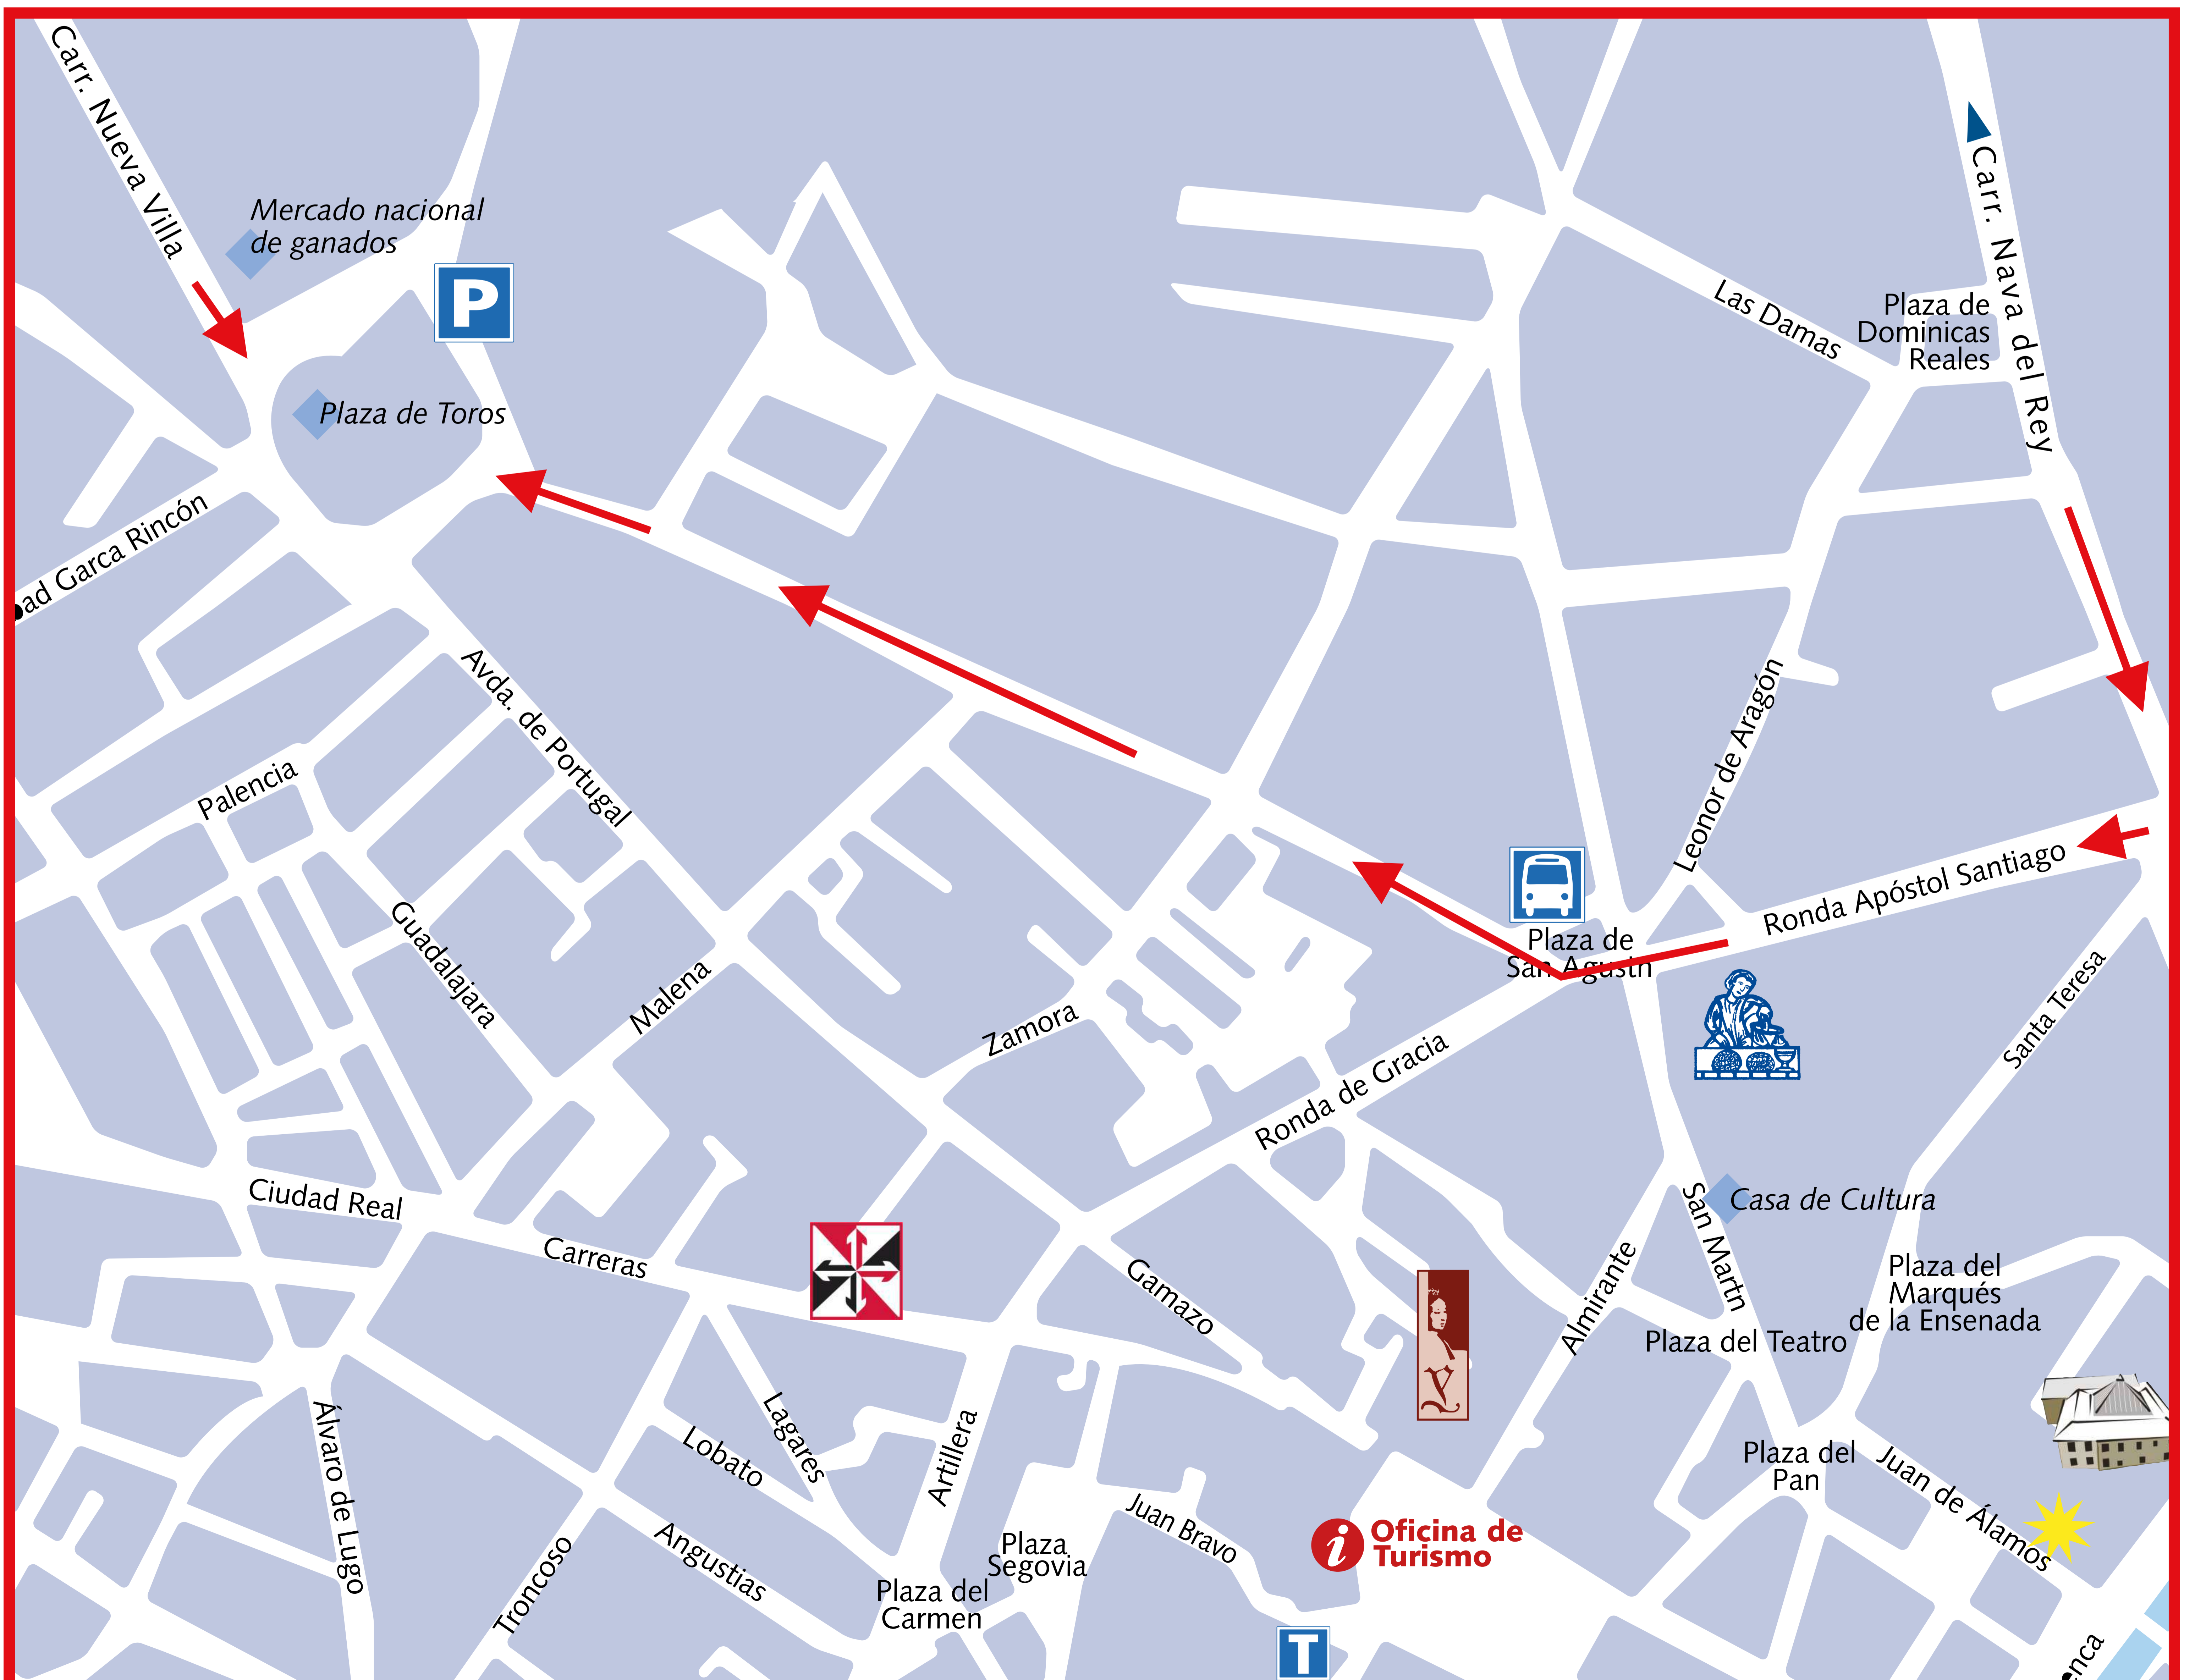 Carr. Nueva Villa
Mercado nacional
de ganados
P
Plaza de Toros
Carr. Nava del Rey
Las Damas
Plaza de
Dominicas
Reales
ad Garca Rincón
Avda. de Portugal
Leonor de Aragón
Palencia
Ronda Apóstol Santiago
Plaza de
San Agustn
Guadalajara
Malena
Zamora
Santa Teresa
Ronda de Gracia
Ciudad Real
Carreras
Gamazo
Casa de Cultura
San Martn
Almirante
Plaza del
Marqués
de la Ensenada
Plaza del Teatro
Álvaro de Lugo
Lagares
Lobato
Artillera
Plaza del
Pan
Juan de Álamos
Juan Bravo
Oficina de
Turismo
i
Troncoso
Angustias
Plaza
Segovia
Plaza del
Carmen
T
enca